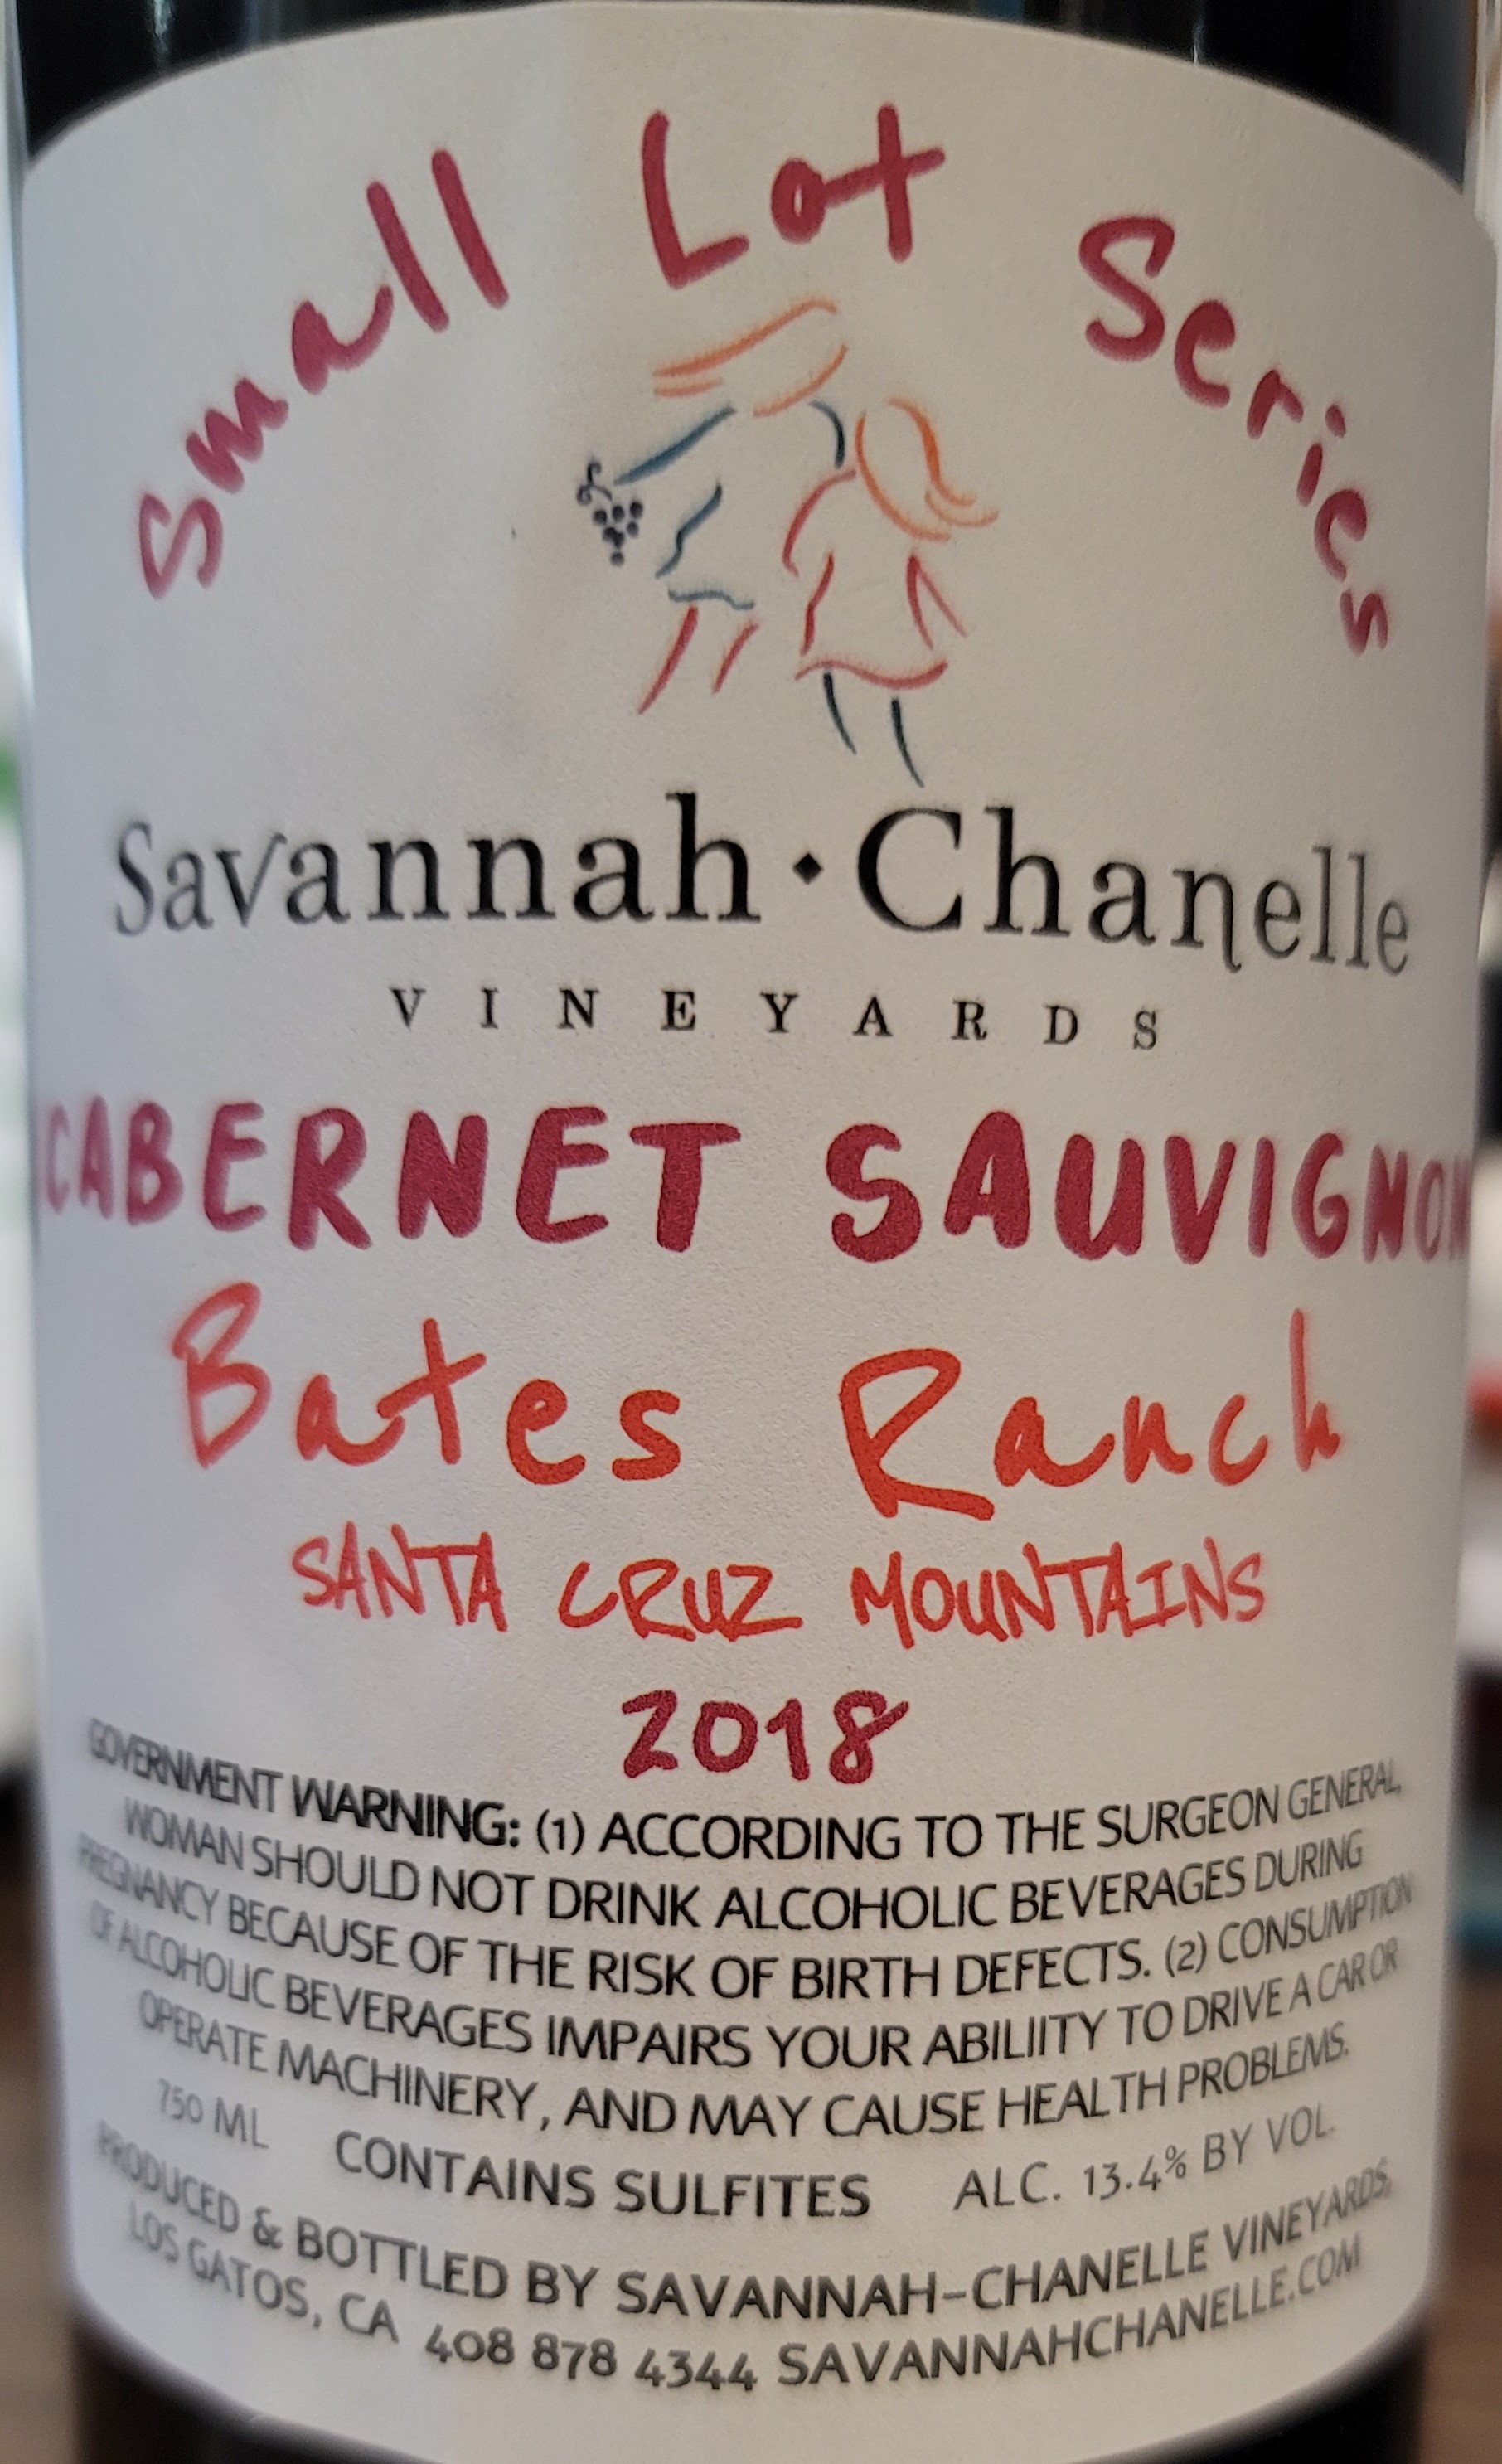 Small Lot Series
Savannah · Chanelle
VINEYARDS
CABERNET SAUVIGNON
Bates Ranch
SANTA CRUZ MOUNTAINS
2018
GOVERNMENT WARNING: (1) ACCORDING TO THE SURGEON GENERAL,
WOMAN SHOULD NOT DRINK ALCOHOLIC BEVERAGES DURING
PREGNANCY BECAUSE OF THE RISK OF BIRTH DEFECTS. (2) CONSUMPTION
OF ALCOHOLIC BEVERAGES IMPAIRS YOUR ABILIITY TO DRIVE A CAR OR
OPERATE MACHINERY, AND MAY CAUSE HEALTH PROBLEMS.
750 ML CONTAINS SULFITES ALC. 13.4% BY VOL.
PRODUCED & BOTTLED BY SAVANNAH-CHANELLE VINEYARDS,
LOS GATOS, CA 408 878 4344 SAVANNAHCHANELLE.COM